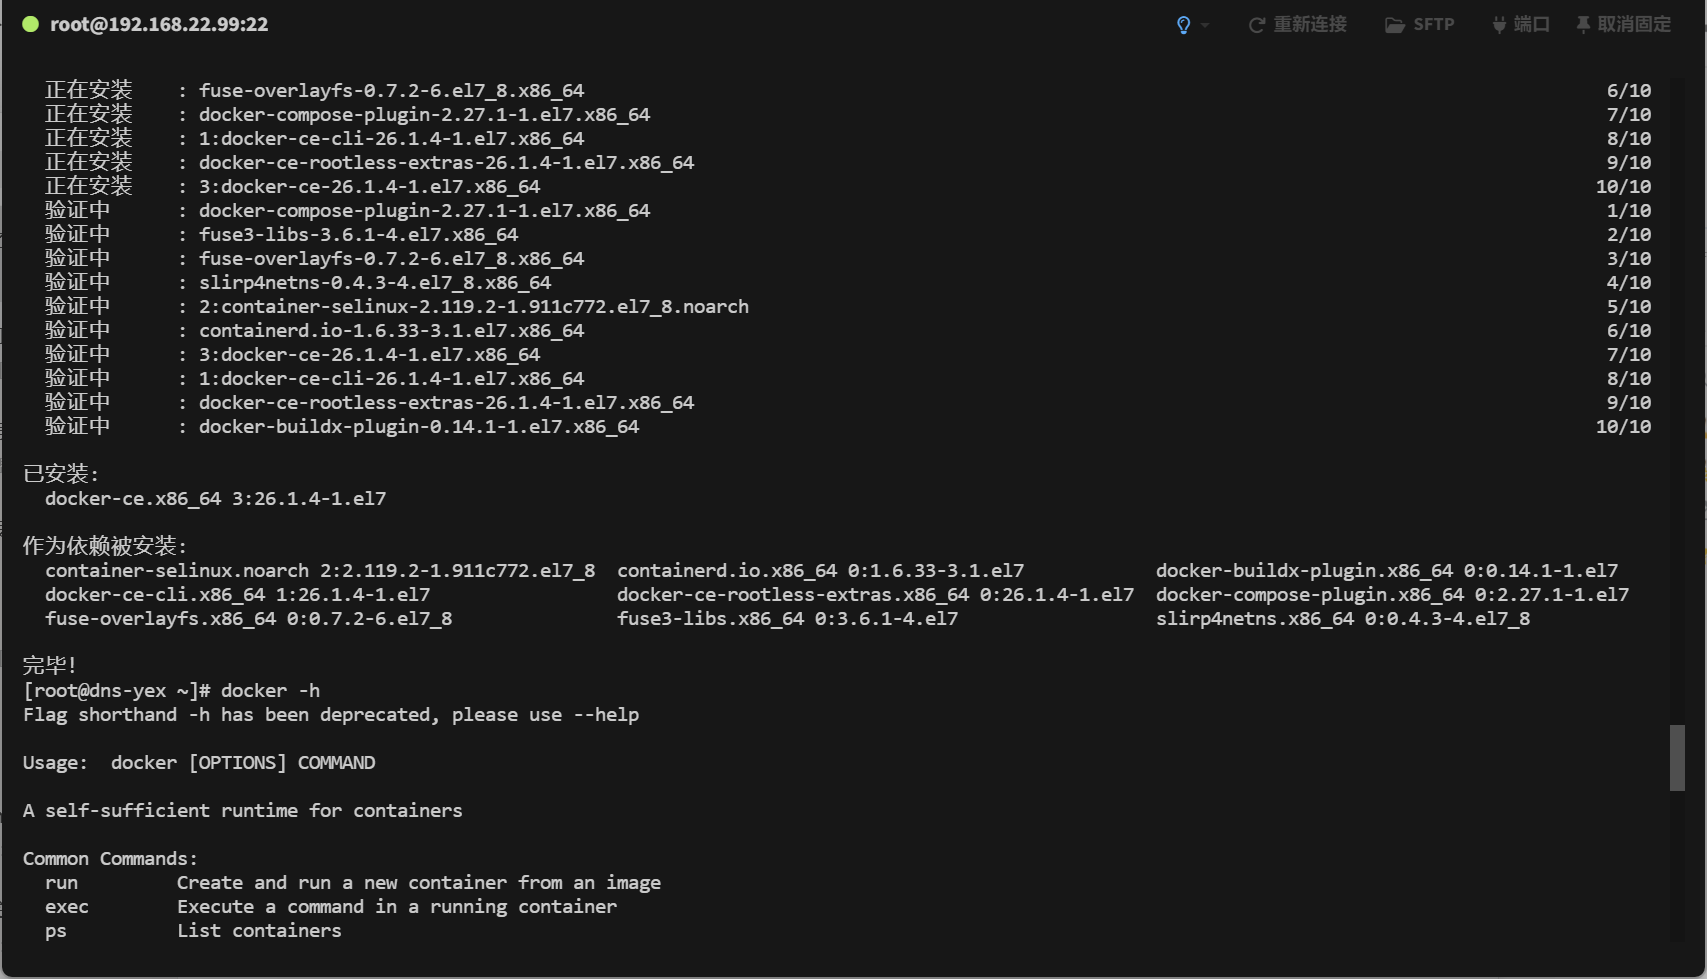 root@192.168.22.99:22 重新连接 SFTP 端口 取消固定
正在安装 : fuse-overlayfs-0.7.2-6.el7_8.x86_64 6/10
正在安装 : docker-compose-plugin-2.27.1-1.el7.x86_64 7/10
正在安装 : 1:docker-ce-cli-26.1.4-1.el7.x86_64 8/10
正在安装 : docker-ce-rootless-extras-26.1.4-1.el7.x86_64 9/10
正在安装 : 3:docker-ce-26.1.4-1.el7.x86_64 10/10
验证中 : docker-compose-plugin-2.27.1-1.el7.x86_64 1/10
验证中 : fuse3-libs-3.6.1-4.el7.x86_64 2/10
验证中 : fuse-overlayfs-0.7.2-6.el7_8.x86_64 3/10
验证中 : slirp4netns-0.4.3-4.el7_8.x86_64 4/10
验证中 : 2:container-selinux-2.119.2-1.911c772.el7_8.noarch 5/10
验证中 : containerd.io-1.6.33-3.1.el7.x86_64 6/10
验证中 : 3:docker-ce-26.1.4-1.el7.x86_64 7/10
验证中 : 1:docker-ce-cli-26.1.4-1.el7.x86_64 8/10
验证中 : docker-ce-rootless-extras-26.1.4-1.el7.x86_64 9/10
验证中 : docker-buildx-plugin-0.14.1-1.el7.x86_64 10/10
已安装:
docker-ce.x86_64 3:26.1.4-1.el7
作为依赖被安装:
container-selinux.noarch 2:2.119.2-1.911c772.el7_8 containerd.io.x86_64 0:1.6.33-3.1.el7 docker-buildx-plugin.x86_64 0:0.14.1-1.el7
docker-ce-cli.x86_64 1:26.1.4-1.el7 docker-ce-rootless-extras.x86_64 0:26.1.4-1.el7 docker-compose-plugin.x86_64 0:2.27.1-1.el7
fuse-overlayfs.x86_64 0:0.7.2-6.el7_8 fuse3-libs.x86_64 0:3.6.1-4.el7 slirp4netns.x86_64 0:0.4.3-4.el7_8
完毕!
[root@dns-yex ~]# docker -h
Flag shorthand -h has been deprecated, please use --help
Usage:  docker [OPTIONS] COMMAND
A self-sufficient runtime for containers
Common Commands:
run Create and run a new container from an image
exec Execute a command in a running container
ps List containers